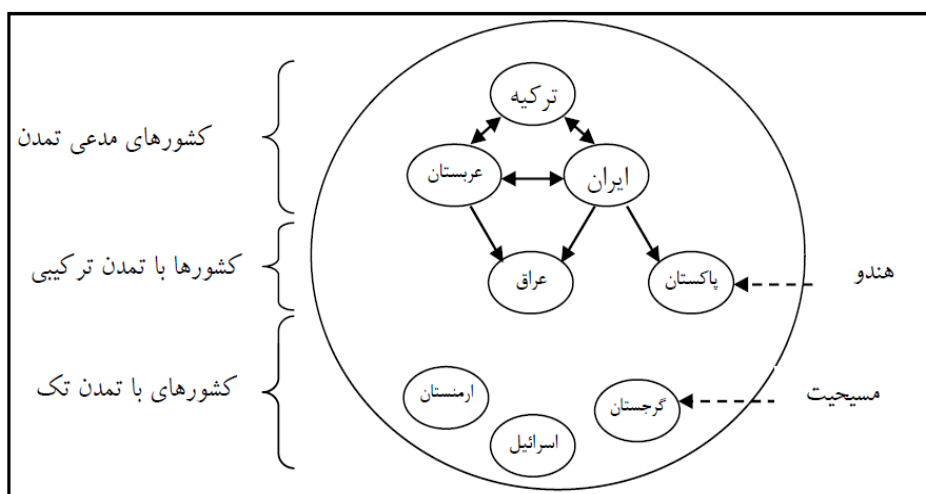 ترکیه
کشورهای مدعی تمدن
ایران
عربستان
کشورها با تمدن ترکیبی
هندو
پاکستان
عراق
کشورهای با تمدن تک
مسیحیت
گرجستان
ارمنستان
اسرائیل